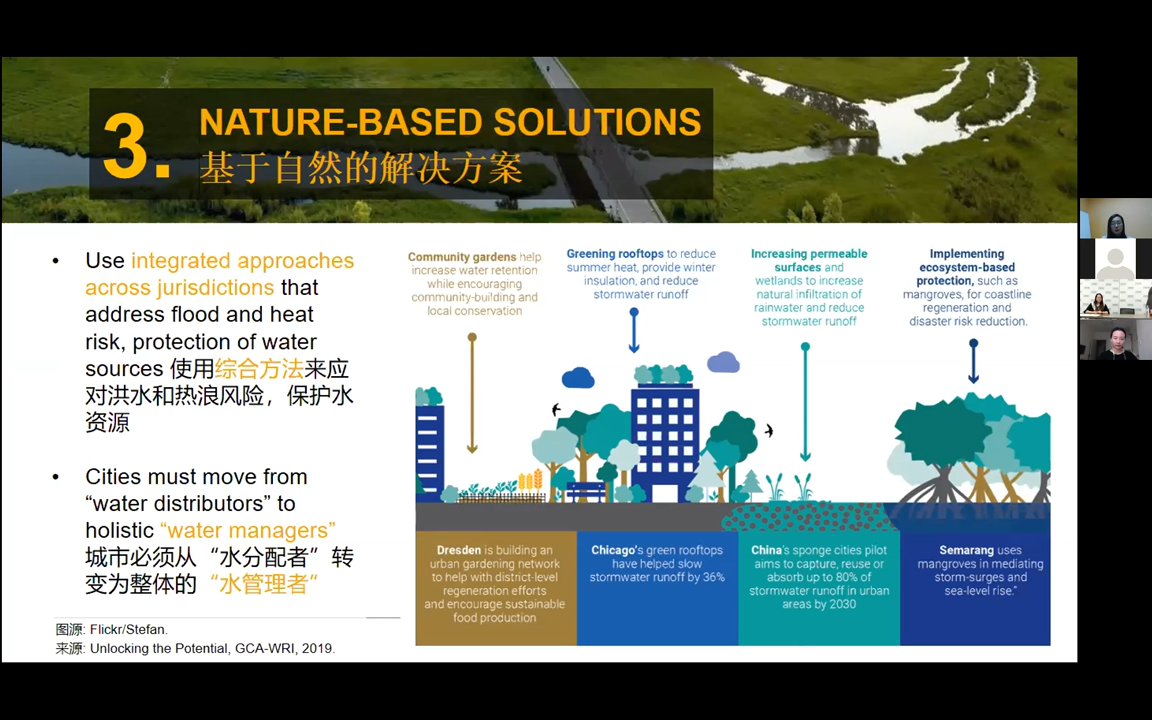 3.
NATURE-BASED SOLUTIONS
基于自然的解决方案
• Use integrated approaches
across jurisdictions that
address flood and heat
risk, protection of water
sources 使用综合方法来应
对洪水和热浪风险，保护水
资源
• Cities must move from
“water distributors” to
holistic “water managers”
城市必须从“水分配者”转
变为整体的“水管理者“
图源: Flickr/Stefan.
来源: Unlocking the Potential, GCA-WRI, 2019.
Community gardens help
increase water retention
while encouraging
community-building and
local conservation
Greening rooftops to reduce
summer heat, provide winter
insulation, and reduce
stormwater runoff
Increasing permeable
surfaces and
wetlands to increase
natural infiltration of
rainwater and reduce
stormwater runoff
Implementing
ecosystem-based
protection, such as
mangroves, for coastline
regeneration and
disaster risk reduction.
Dresden is building an
urban gardening network
to help with district-level
regeneration efforts
and encourage sustainable
food production
Chicago's green rooftops
have helped slow
stormwater runoff by 36%
China's sponge cities pilot
aims to capture, reuse or
absorb up to 80% of
stormwater runoff in urban
areas by 2030
Semarang uses
mangroves in mediating
storm-surges and
sea-level rise."